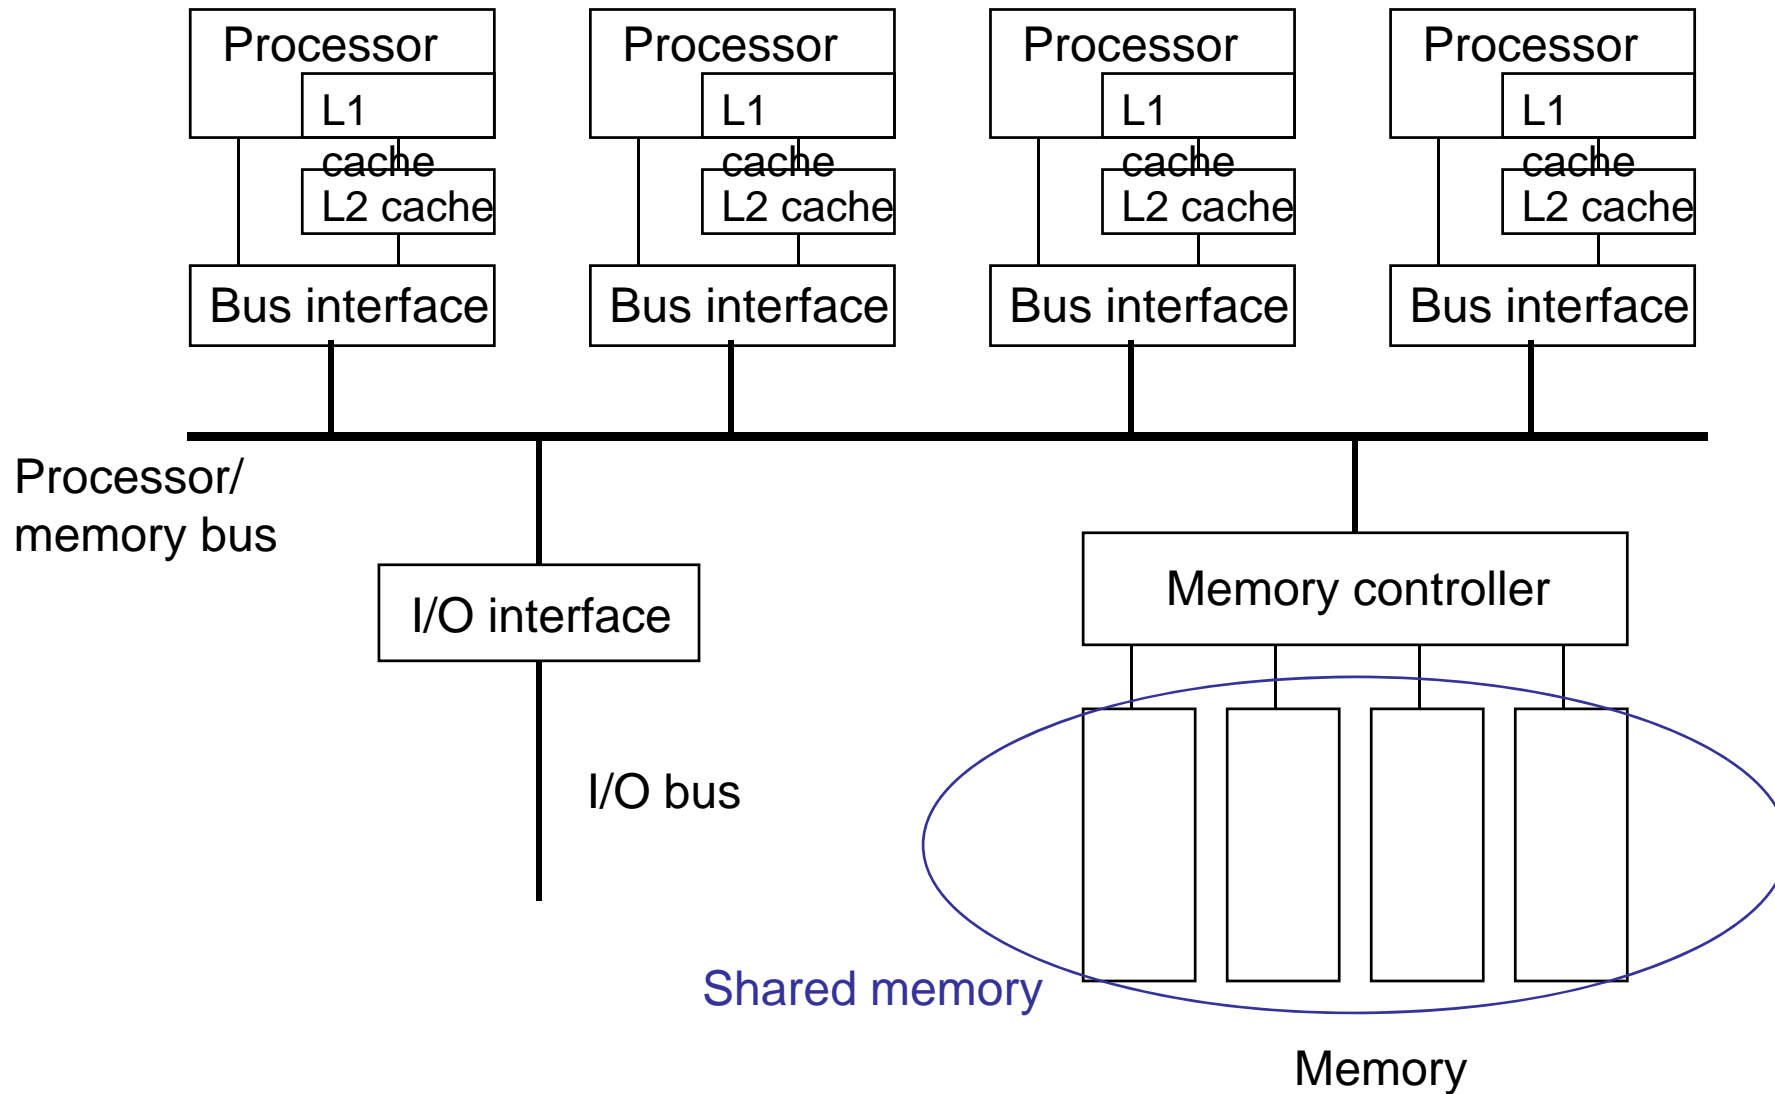 Processor
L1
cache
L2 cache
Bus interface
Processor
L1
cache
L2 cache
Bus interface
Processor
L1
cache
L2 cache
Bus interface
Processor
L1
cache
L2 cache
Bus interface
Processor/
memory bus
I/O interface
Memory controller
I/O bus
Shared memory
Memory